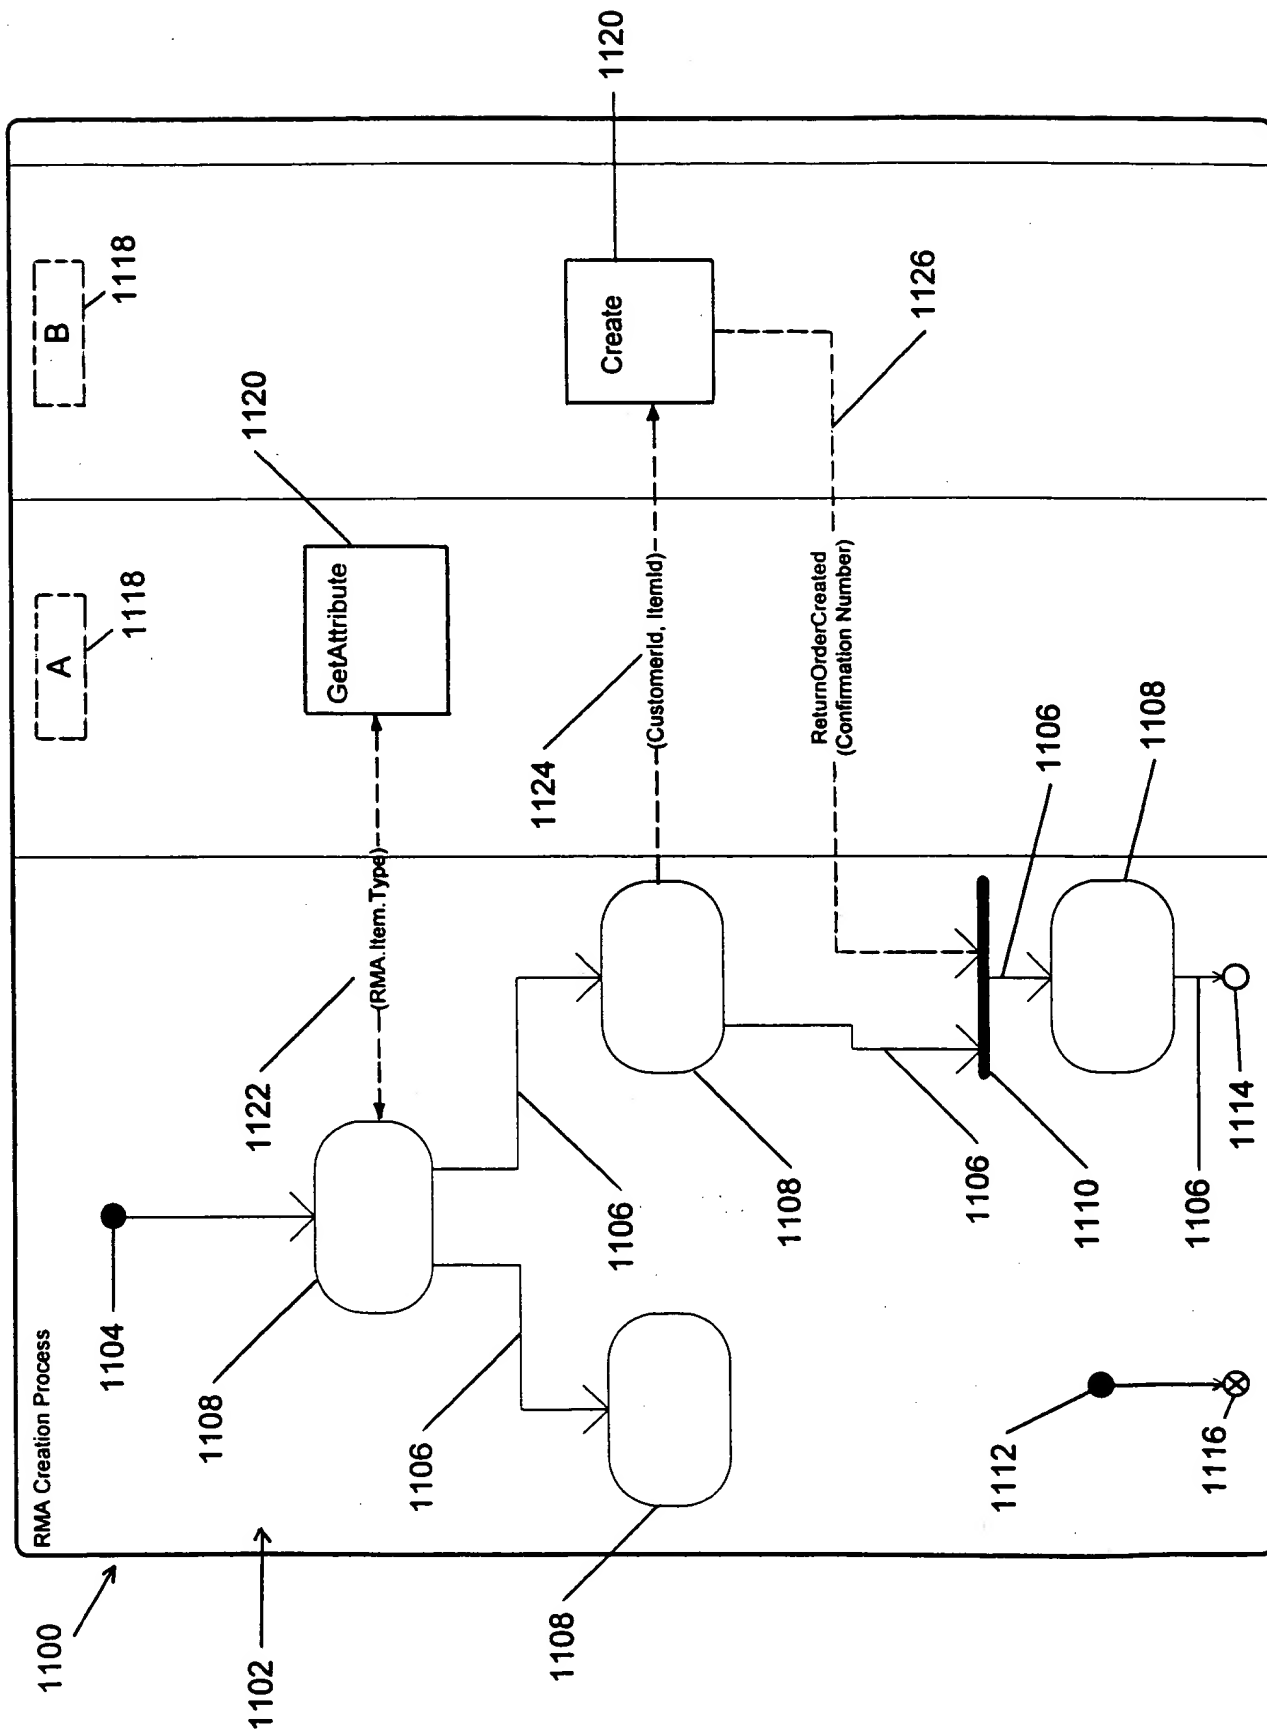 1100
1102
RMA Creation Process
1104
1108
1106
1108
1112
1116
1122
(RMA.Item.Type)
1106
1108
1106
1110
1106
1114
A
1118
GetAttribute
1120
1124
(CustomerId, ItemId)
ReturnOrderCreated
(Confirmation Number)
1106
1108
B
1118
Create
1120
1126